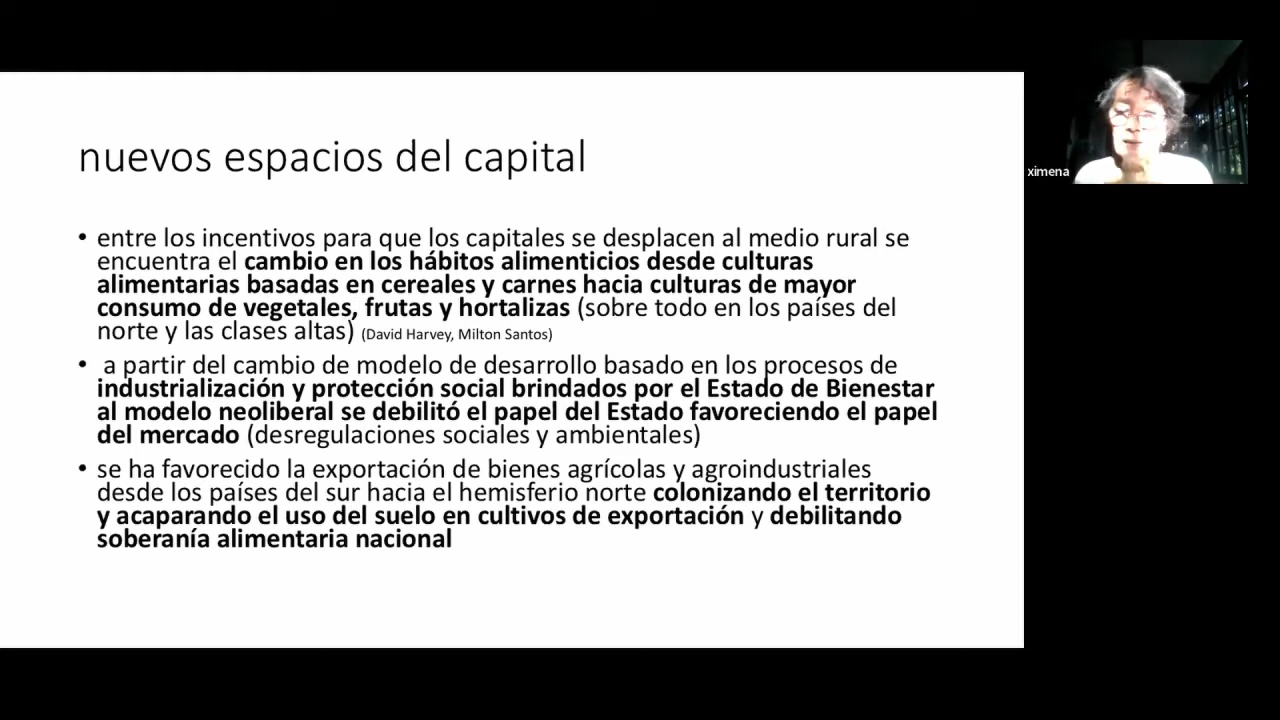 nuevos espacios del capital
• entre los incentivos para que los capitales se desplacen al medio rural se
encuentra el cambio en los hábitos alimenticios desde culturas
alimentarias basadas en cereales y carnes hacia culturas de mayor
consumo de vegetales, frutas y hortalizas (sobre todo en los países del
norte y las clases altas) (David Harvey, Milton Santos)
• a partir del cambio de modelo de desarrollo basado en los procesos de
industrialización y protección social brindados por el Estado de Bienestar
al modelo neoliberal se debilitó el papel del Estado favoreciendo el papel
del mercado (desregulaciones sociales y ambientales)
• se ha favorecido la exportación de bienes agrícolas y agroindustriales
desde los países del sur hacia el hemisferio norte colonizando el territorio
y acaparando el uso del suelo en cultivos de exportación y debilitando
soberanía alimentaria nacional
ximena